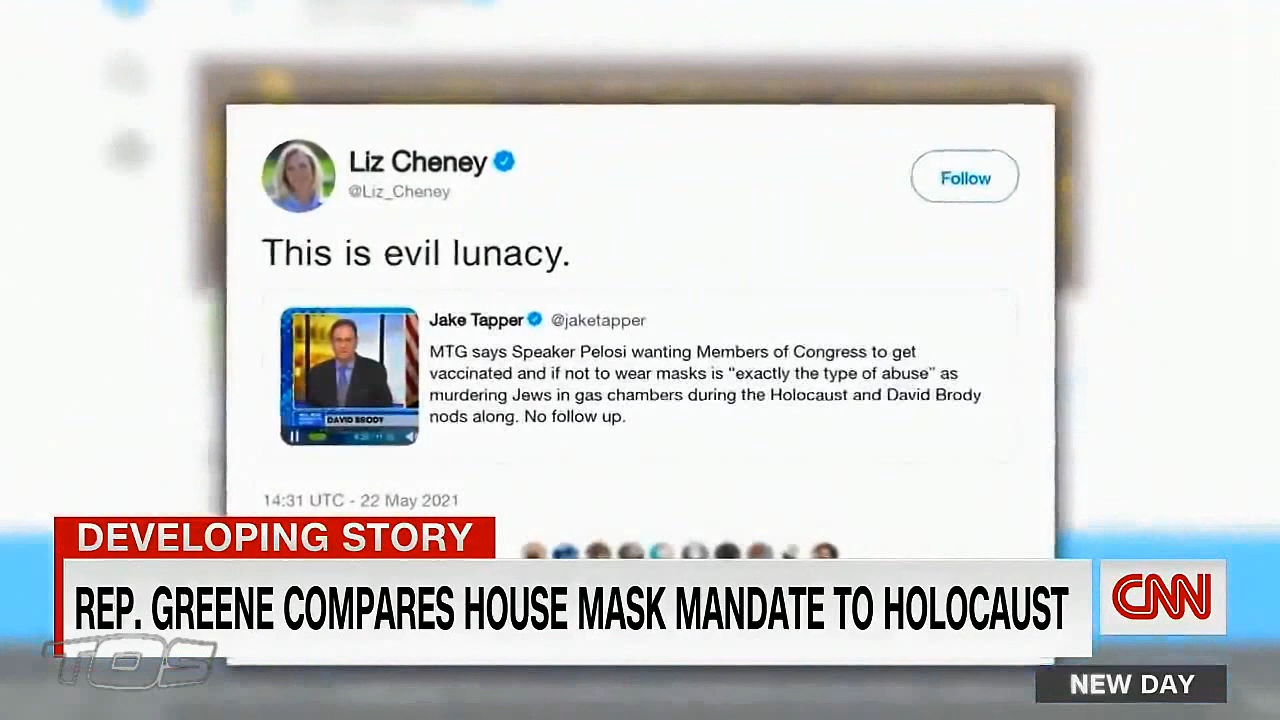 Liz Cheney
@Liz_Cheney
Follow
This is evil lunacy.
Jake Tapper @jaketapper
MTG says Speaker Pelosi wanting Members of Congress to get
vaccinated and if not to wear masks is “exactly the type of abuse” as
murdering Jews in gas chambers during the Holocaust and David Brody
nods along. No follow up.
DAVID BRODY
14:31 UTC - 22 May 2021
DEVELOPING STORY
REP. GREENE COMPARES HOUSE MASK MANDATE TO HOLOCAUST
CNN
TOS
NEW DAY